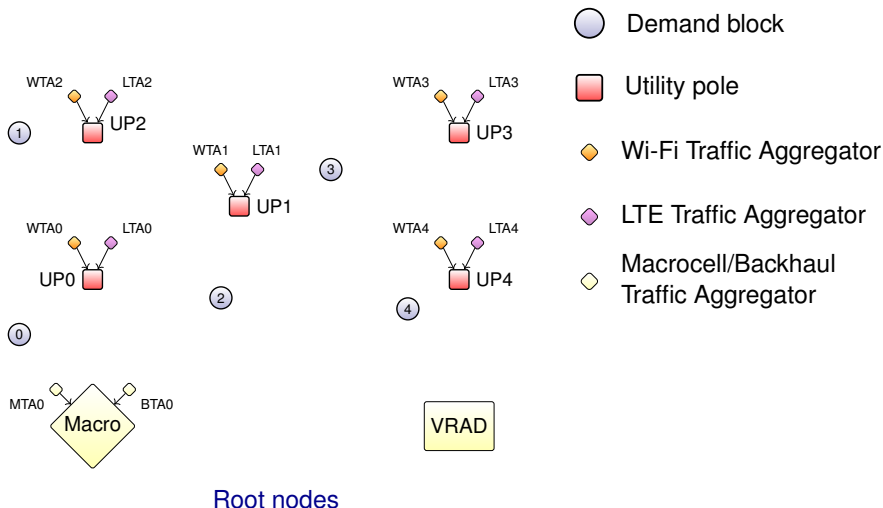 Demand block
WTA2
LTA2
WTA3
LTA3
Utility pole
1
UP2
UP3
WTA1
LTA1
3
Wi-Fi Traffic Aggregator
UP1
WTA0
LTA0
WTA4
LTA4
LTE Traffic Aggregator
UP0
UP4
Macrocell/Backhaul
Traffic Aggregator
2
4
0
MTA0
BTA0
Macro
VRAD
Root nodes